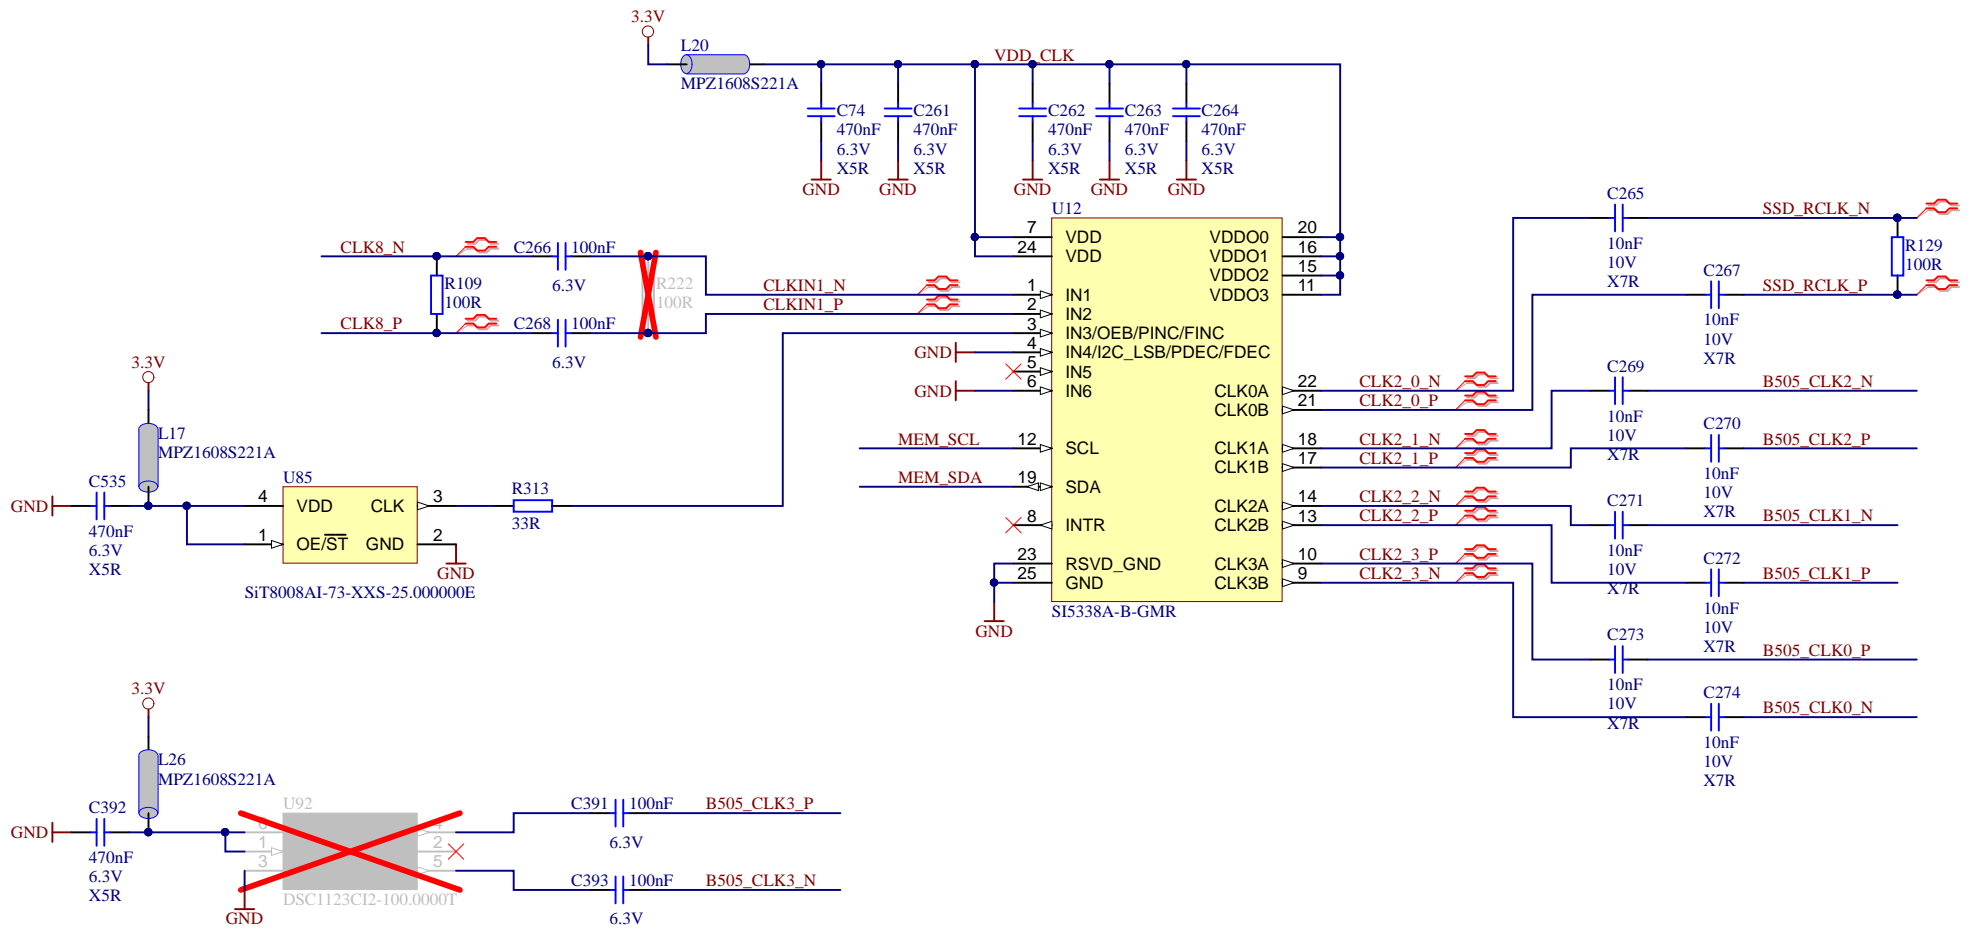 3.3V
L20
MPZ1608S221A
VDD_CLK
C74
470nF
6.3V
X5R
GND
C261
470nF
6.3V
X5R
GND
C262
470nF
6.3V
X5R
GND
C263
470nF
6.3V
X5R
GND
C264
470nF
6.3V
X5R
GND
CLK8_N
CLK8_P
R109
100R
C266
100nF
6.3V
C268
100nF
6.3V
R222
100R
CLKIN1_N
CLKIN1_P
GND
GND
MEM_SCL
MEM_SDA
U12
7
VDD
24
VDD
1
IN1
2
IN2
3
IN3/OEB/PINC/FINC
4
IN4/I2C_LSB/PDEC/FDEC
5
IN5
6
IN6
12
SCL
19
SDA
8
INTR
23
RSVD_GND
25
GND
GND
VDDO0
20
VDDO1
16
VDDO2
15
VDDO3
11
CLK0A
22
CLK0B
21
CLK1A
18
CLK1B
17
CLK2A
14
CLK2B
13
CLK3A
10
CLK3B
9
SI5338A-B-GMR
CLK2_0_N
CLK2_0_P
CLK2_1_N
CLK2_1_P
CLK2_2_N
CLK2_2_P
CLK2_3_P
CLK2_3_N
C265
10nF
10V
X7R
SSD_RCLK_N
C267
10nF
10V
X7R
SSD_RCLK_P
R129
100R
C269
10nF
10V
X7R
B505_CLK2_N
C270
10nF
10V
X7R
B505_CLK2_P
C271
10nF
10V
X7R
B505_CLK1_N
C272
10nF
10V
X7R
B505_CLK1_P
C273
10nF
10V
X7R
B505_CLK0_P
C274
10nF
10V
X7R
B505_CLK0_N
3.3V
L17
MPZ1608S221A
GND
C535
470nF
6.3V
X5R
U85
4
VDD
1
OE/ST
CLK
3
GND
2
GND
SiT8008AI-73-XXS-25.000000E
R313
33R
3.3V
L26
MPZ1608S221A
GND
C392
470nF
6.3V
X5R
U92
6
1
3
4
2
5
GND
DSC1123CI2-100.0000T
C391
100nF
6.3V
B505_CLK3_P
C393
100nF
6.3V
B505_CLK3_N